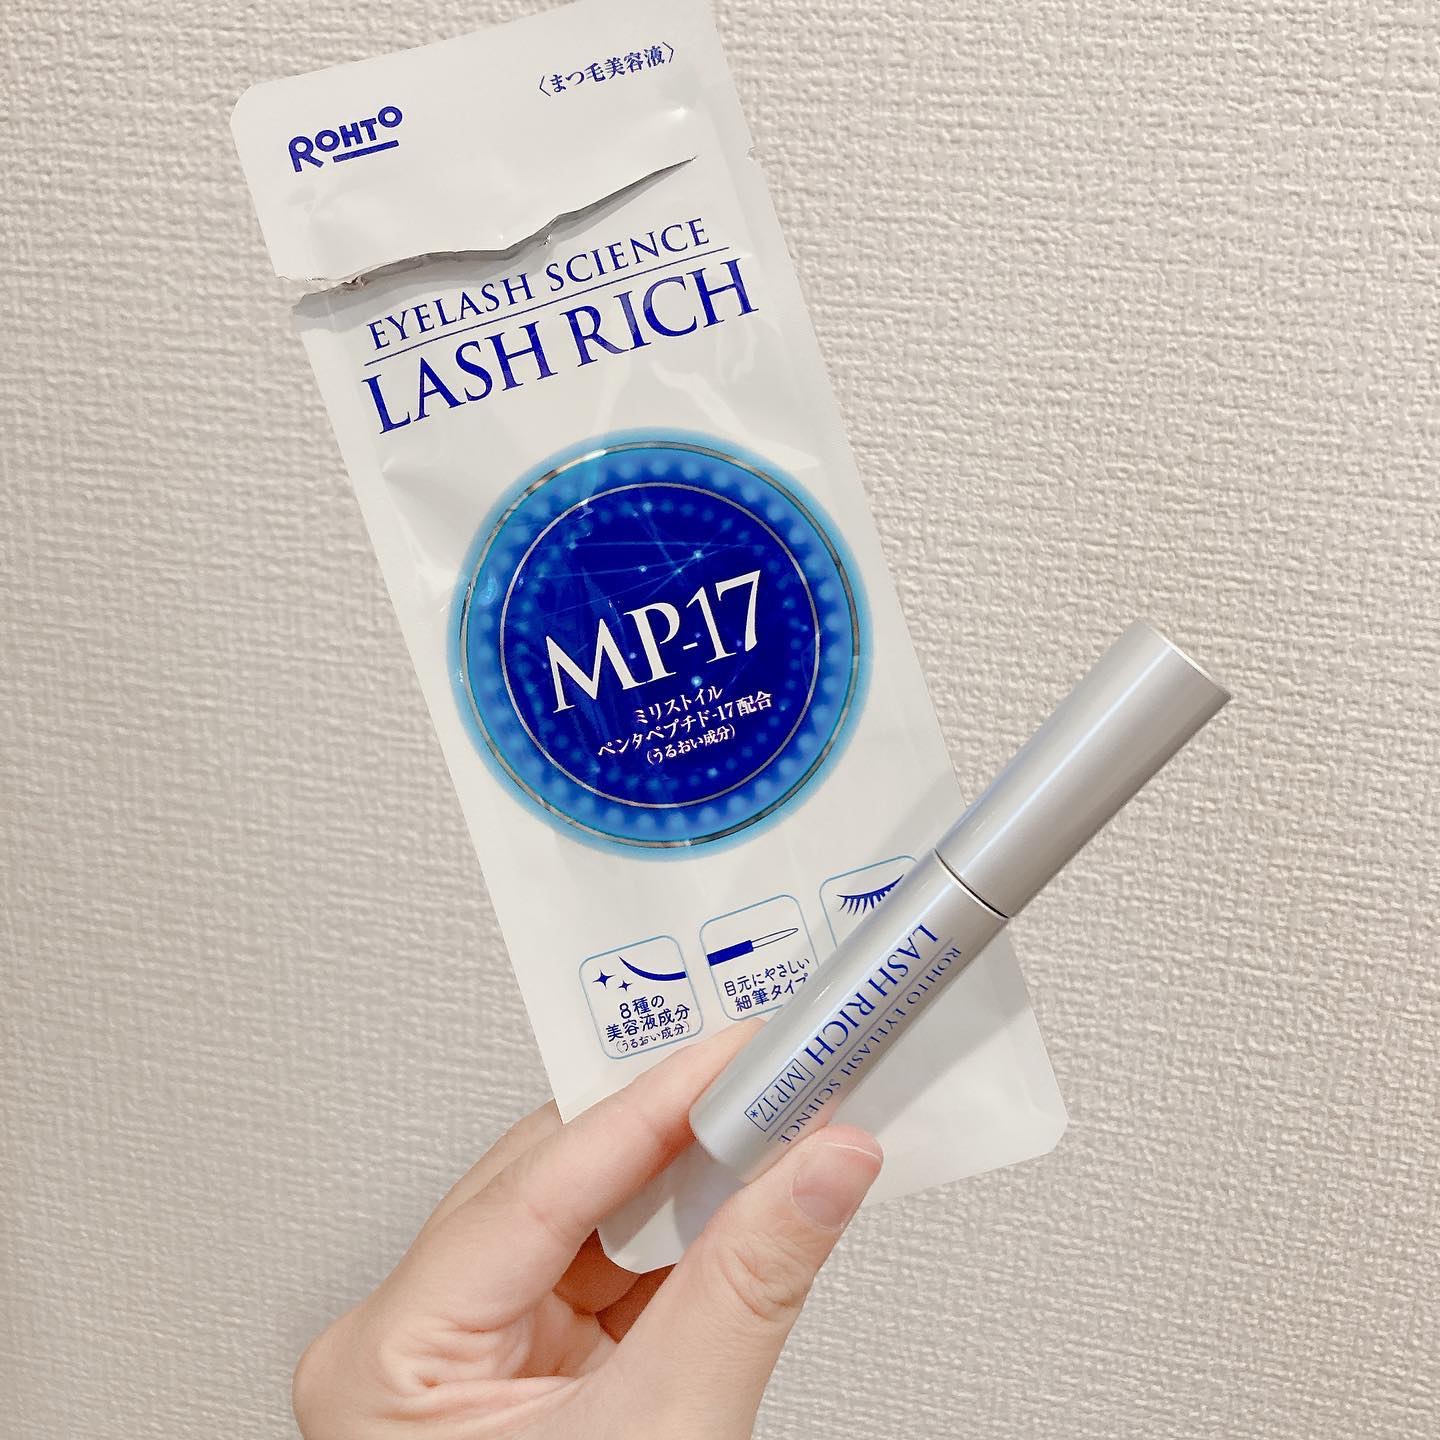 〈まつ毛美容液〉
ROHTO
EYELASH SCIENCE
LASH RICH
MP-17
ミリストイル
ペンタペプチド-17配合
(うるおい成分)
8種の
美容液成分
(うるおい成分)
目元にやさしい
細筆タイプ
ROHTO EYELASH SCIENCE
LASH RICH MP-17*